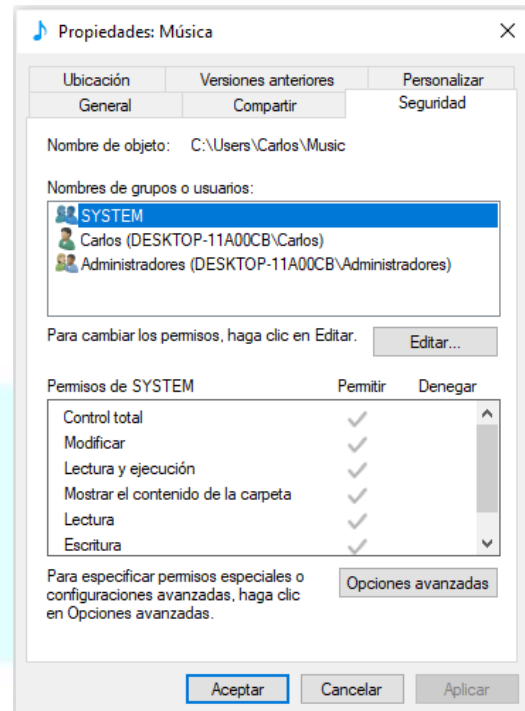 Propiedades: Música
Ubicación Versiones anteriores Personalizar
General Compartir Seguridad
Nombre de objeto: C:\Users\Carlos\Music
Nombres de grupos o usuarios:
SYSTEM
Carlos (DESKTOP-11A00CB\Carlos)
Administradores (DESKTOP-11A00CB\Administradores)
Para cambiar los permisos, haga clic en Editar. Editar...
Permisos de SYSTEM Permitir Denegar
Control total
Modificar
Lectura y ejecución
Mostrar el contenido de la carpeta
Lectura
Escritura
Para especificar permisos especiales o
configuraciones avanzadas, haga clic
en Opciones avanzadas.
Opciones avanzadas
Aceptar Cancelar Aplicar